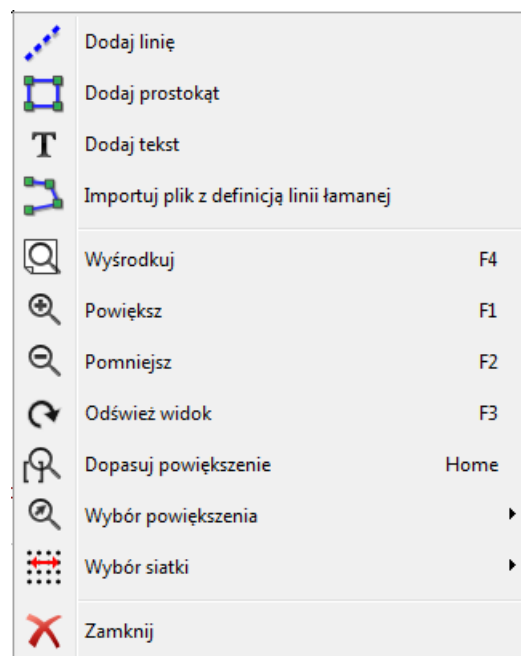 Dodaj linię
Dodaj prostokąt
Dodaj tekst
Importuj plik z definicją linii łamanej
Wyśrodkuj F4
Powiększ F1
Pomniejsz F2
Odśwież widok F3
Dopasuj powiększenie Home
Wybór powiększenia
Wybór siatki
Zamknij